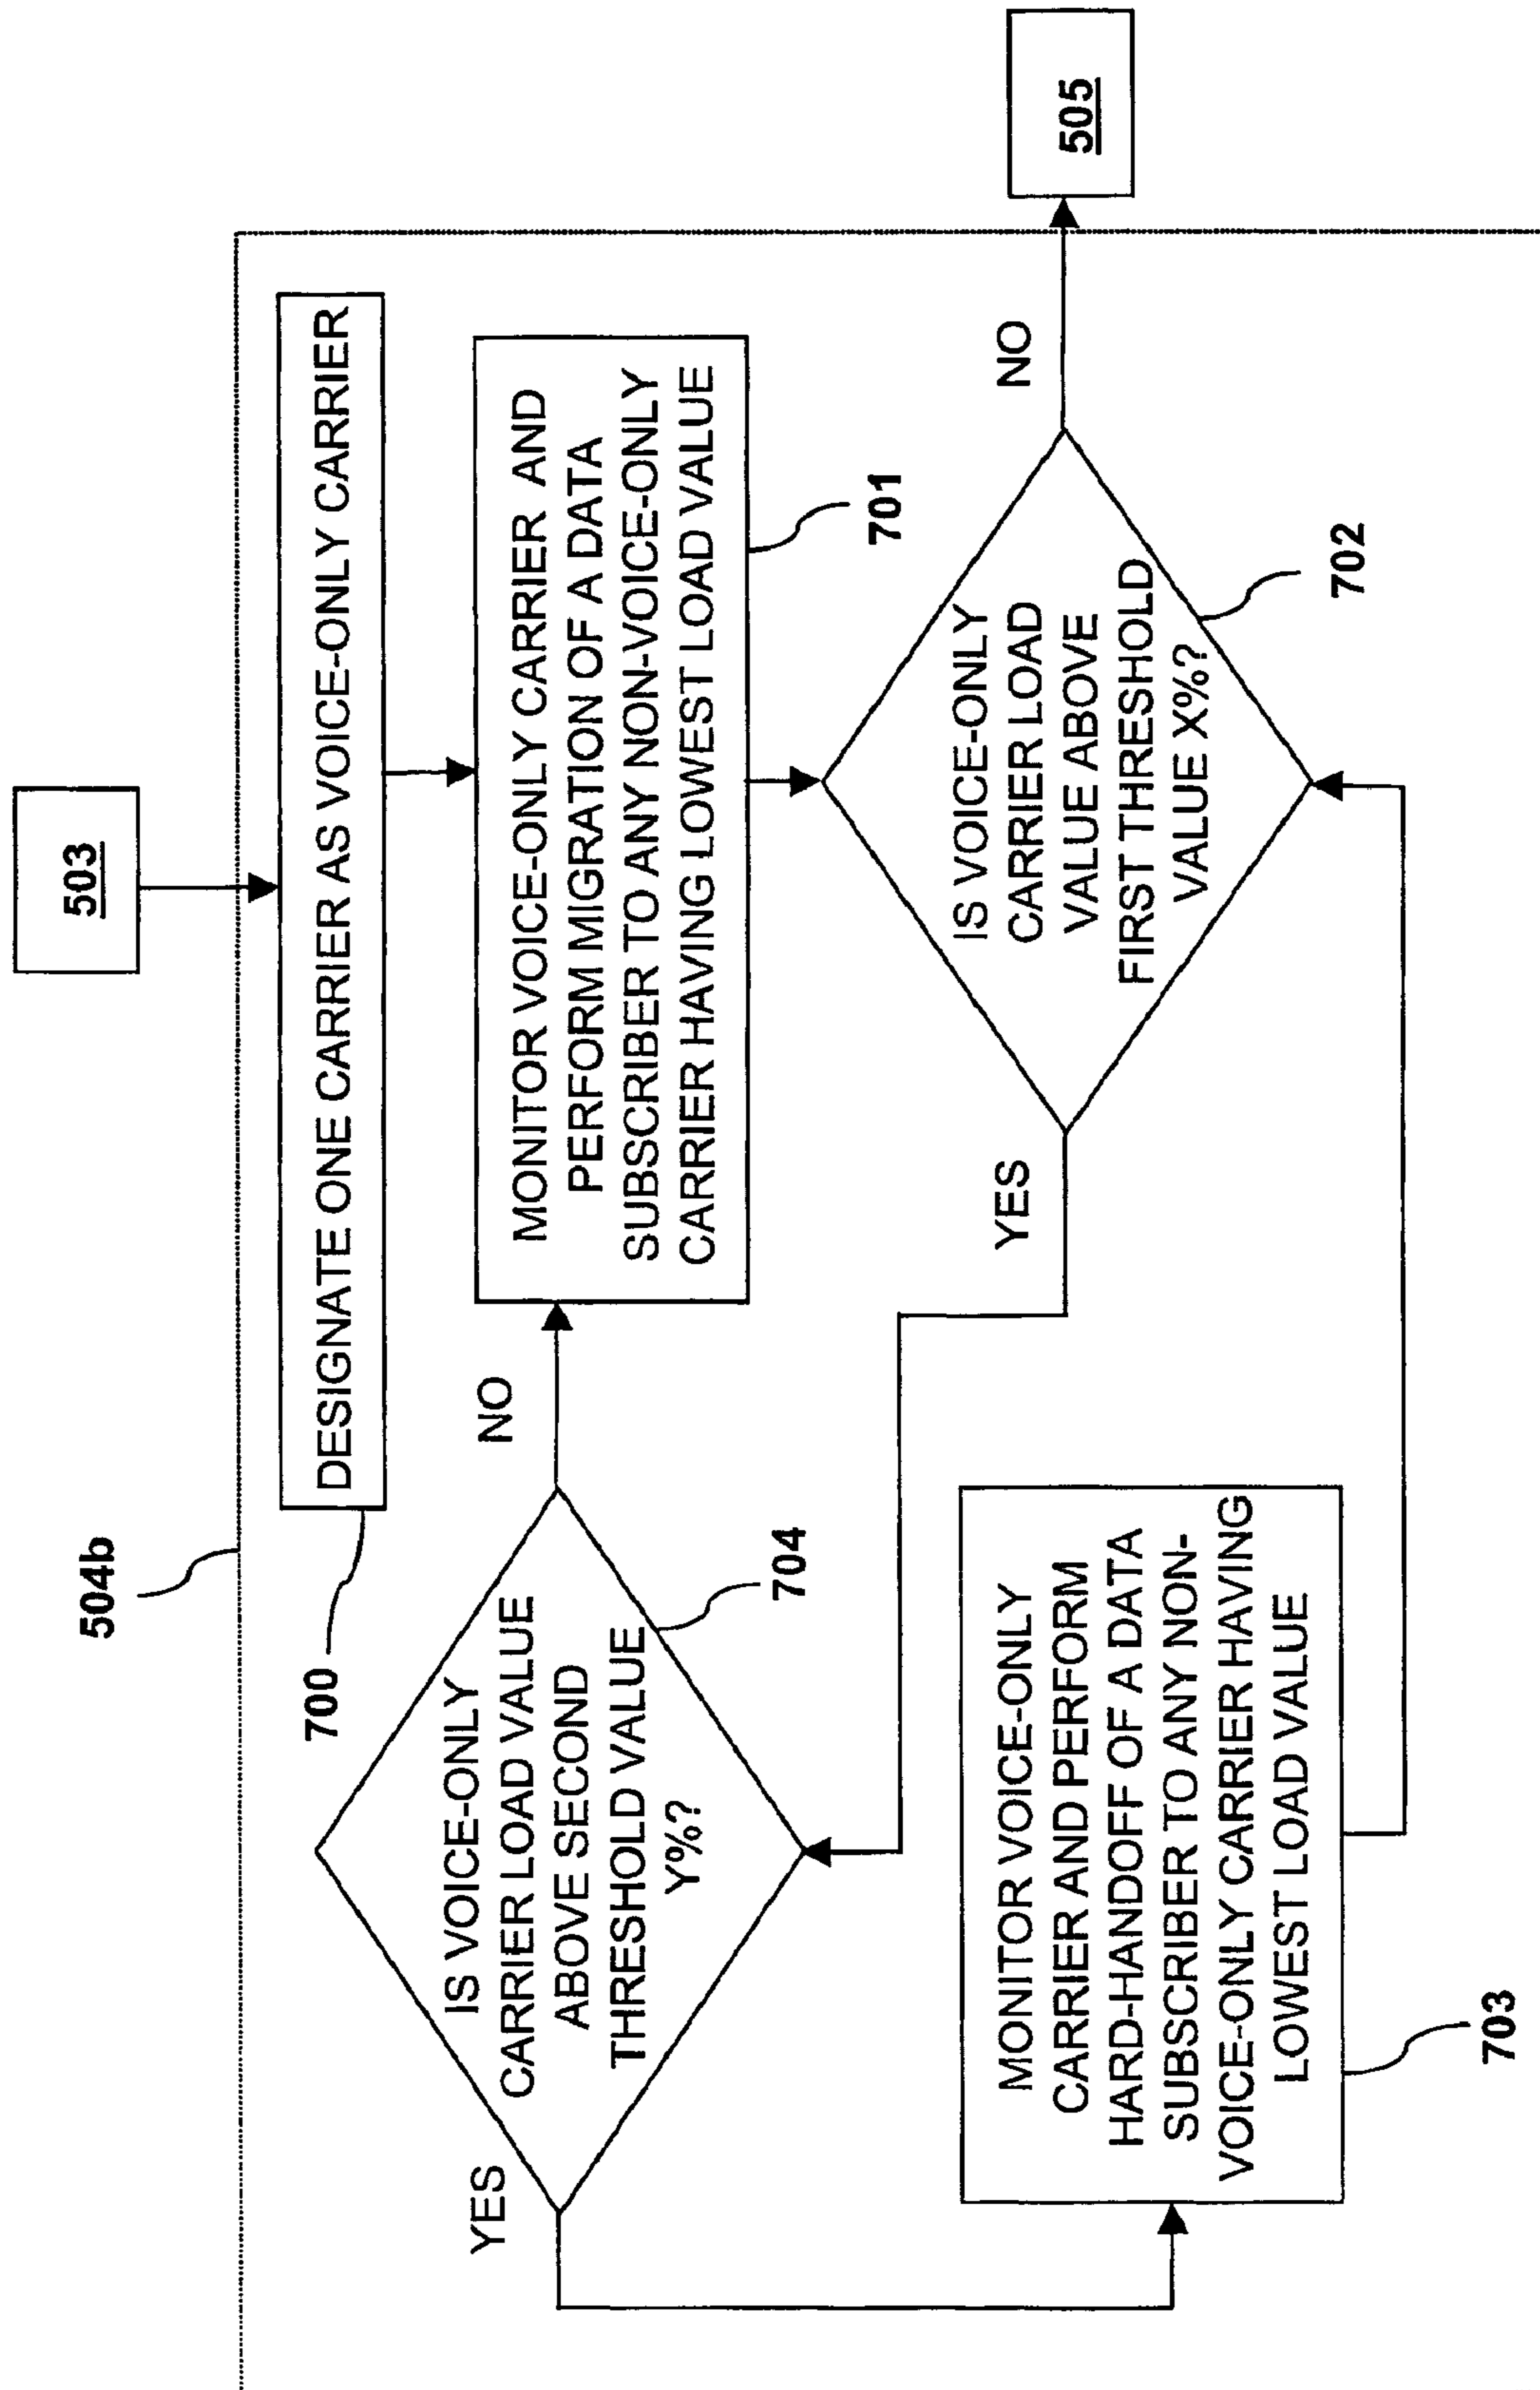 503
504b
700
DESIGNATE ONE CARRIER AS VOICE-ONLY CARRIER
MONITOR VOICE-ONLY CARRIER AND
PERFORM MIGRATION OF A DATA
SUBSCRIBER TO ANY NON-VOICE-ONLY
CARRIER HAVING LOWEST LOAD VALUE
701
IS VOICE-ONLY
CARRIER LOAD
VALUE ABOVE
FIRST THRESHOLD
VALUE X%?
702
NO
505
YES
IS VOICE-ONLY
CARRIER LOAD VALUE
ABOVE SECOND
THRESHOLD VALUE
Y%?
704
NO
YES
MONITOR VOICE-ONLY
CARRIER AND PERFORM
HARD-HANDOFF OF A DATA
SUBSCRIBER TO ANY NON-
VOICE-ONLY CARRIER HAVING
LOWEST LOAD VALUE
703